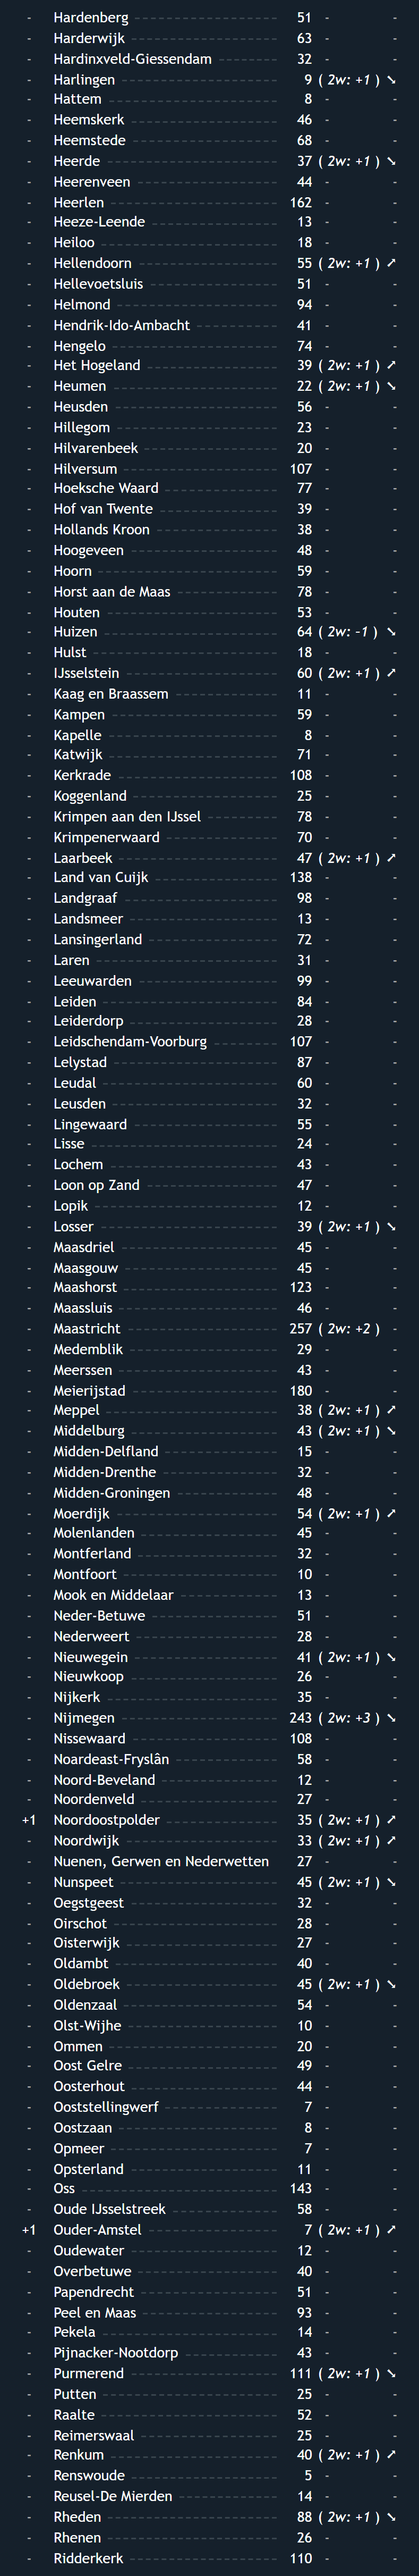 - Hardenberg 51 - -
- Harderwijk 63 - -
- Hardinxveld-Giessendam 32 - -
- Harlingen 9 ( 2w: +1 ) ➘
- Hattem 8 - -
- Heemskerk 46 - -
- Heemstede 68 - -
- Heerde 37 ( 2w: +1 ) ➘
- Heerenveen 44 - -
- Heerlen 162 - -
- Heeze-Leende 13 - -
- Heiloo 18 - -
- Hellendoorn 55 ( 2w: +1 ) ➚
- Hellevoetsluis 51 - -
- Helmond 94 - -
- Hendrik-Ido-Ambacht 41 - -
- Hengelo 74 - -
- Het Hogeland 39 ( 2w: +1 ) ➚
- Heumen 22 ( 2w: +1 ) ➘
- Heusden 56 - -
- Hillegom 23 - -
- Hilvarenbeek 20 - -
- Hilversum 107 - -
- Hoeksche Waard 77 - -
- Hof van Twente 39 - -
- Hollands Kroon 38 - -
- Hoogeveen 48 - -
- Hoorn 59 - -
- Horst aan de Maas 78 - -
- Houten 53 - -
- Huizen 64 ( 2w: -1 ) ➘
- Hulst 18 - -
- IJsselstein 60 ( 2w: +1 ) ➚
- Kaag en Braassem 11 - -
- Kampen 59 - -
- Kapelle 8 - -
- Katwijk 71 - -
- Kerkrade 108 - -
- Koggenland 25 - -
- Krimpen aan den IJssel 78 - -
- Krimpenerwaard 70 - -
- Laarbeek 47 ( 2w: +1 ) ➚
- Land van Cuijk 138 - -
- Landgraaf 98 - -
- Landsmeer 13 - -
- Lansingerland 72 - -
- Laren 31 - -
- Leeuwarden 99 - -
- Leiden 84 - -
- Leiderdorp 28 - -
- Leidschendam-Voorburg 107 - -
- Lelystad 87 - -
- Leudal 60 - -
- Leusden 32 - -
- Lingewaard 55 - -
- Lisse 24 - -
- Lochem 43 - -
- Loon op Zand 47 - -
- Lopik 12 - -
- Losser 39 ( 2w: +1 ) ➘
- Maasdriel 45 - -
- Maasgouw 45 - -
- Maashorst 123 - -
- Maassluis 46 - -
- Maastricht 257 ( 2w: +2 ) -
- Medemblik 29 - -
- Meerssen 43 - -
- Meierijstad 180 - -
- Meppel 38 ( 2w: +1 ) ➚
- Middelburg 43 ( 2w: +1 ) ➘
- Midden-Delfland 15 - -
- Midden-Drenthe 32 - -
- Midden-Groningen 48 - -
- Moerdijk 54 ( 2w: +1 ) ➚
- Molenlanden 45 - -
- Montferland 32 - -
- Montfoort 10 - -
- Mook en Middelaar 13 - -
- Neder-Betuwe 51 - -
- Nederweert 28 - -
- Nieuwegein 41 ( 2w: +1 ) ➘
- Nieuwkoop 26 - -
- Nijkerk 35 - -
- Nijmegen 243 ( 2w: +3 ) ➘
- Nissewaard 108 - -
- Noardeast-Fryslân 58 - -
- Noord-Beveland 12 - -
- Noordenveld 27 - -
+1 Noordoostpolder 35 ( 2w: +1 ) ➚
- Noordwijk 33 ( 2w: +1 ) ➚
- Nuenen, Gerwen en Nederwetten 27 - -
- Nunspeet 45 ( 2w: +1 ) ➘
- Oegstgeest 32 - -
- Oirschot 28 - -
- Oisterwijk 27 - -
- Oldambt 40 - -
- Oldebroek 45 ( 2w: +1 ) ➘
- Oldenzaal 54 - -
- Olst-Wijhe 10 - -
- Ommen 20 - -
- Oost Gelre 49 - -
- Oosterhout 44 - -
- Ooststellingwerf 7 - -
- Oostzaan 8 - -
- Opmeer 7 - -
- Opsterland 11 - -
- Oss 143 - -
- Oude IJsselstreek 58 - -
+1 Ouder-Amstel 7 ( 2w: +1 ) ➚
- Oudewater 12 - -
- Overbetuwe 40 - -
- Papendrecht 51 - -
- Peel en Maas 93 - -
- Pekela 14 - -
- Pijnacker-Nootdorp 43 - -
- Purmerend 111 ( 2w: +1 ) ➘
- Putten 25 - -
- Raalte 52 - -
- Reimerswaal 25 - -
- Renkum 40 ( 2w: +1 ) ➚
- Renswoude 5 - -
- Reusel-De Mierden 14 - -
- Rheden 88 ( 2w: +1 ) ➘
- Rhenen 26 - -
- Ridderkerk 110 - -